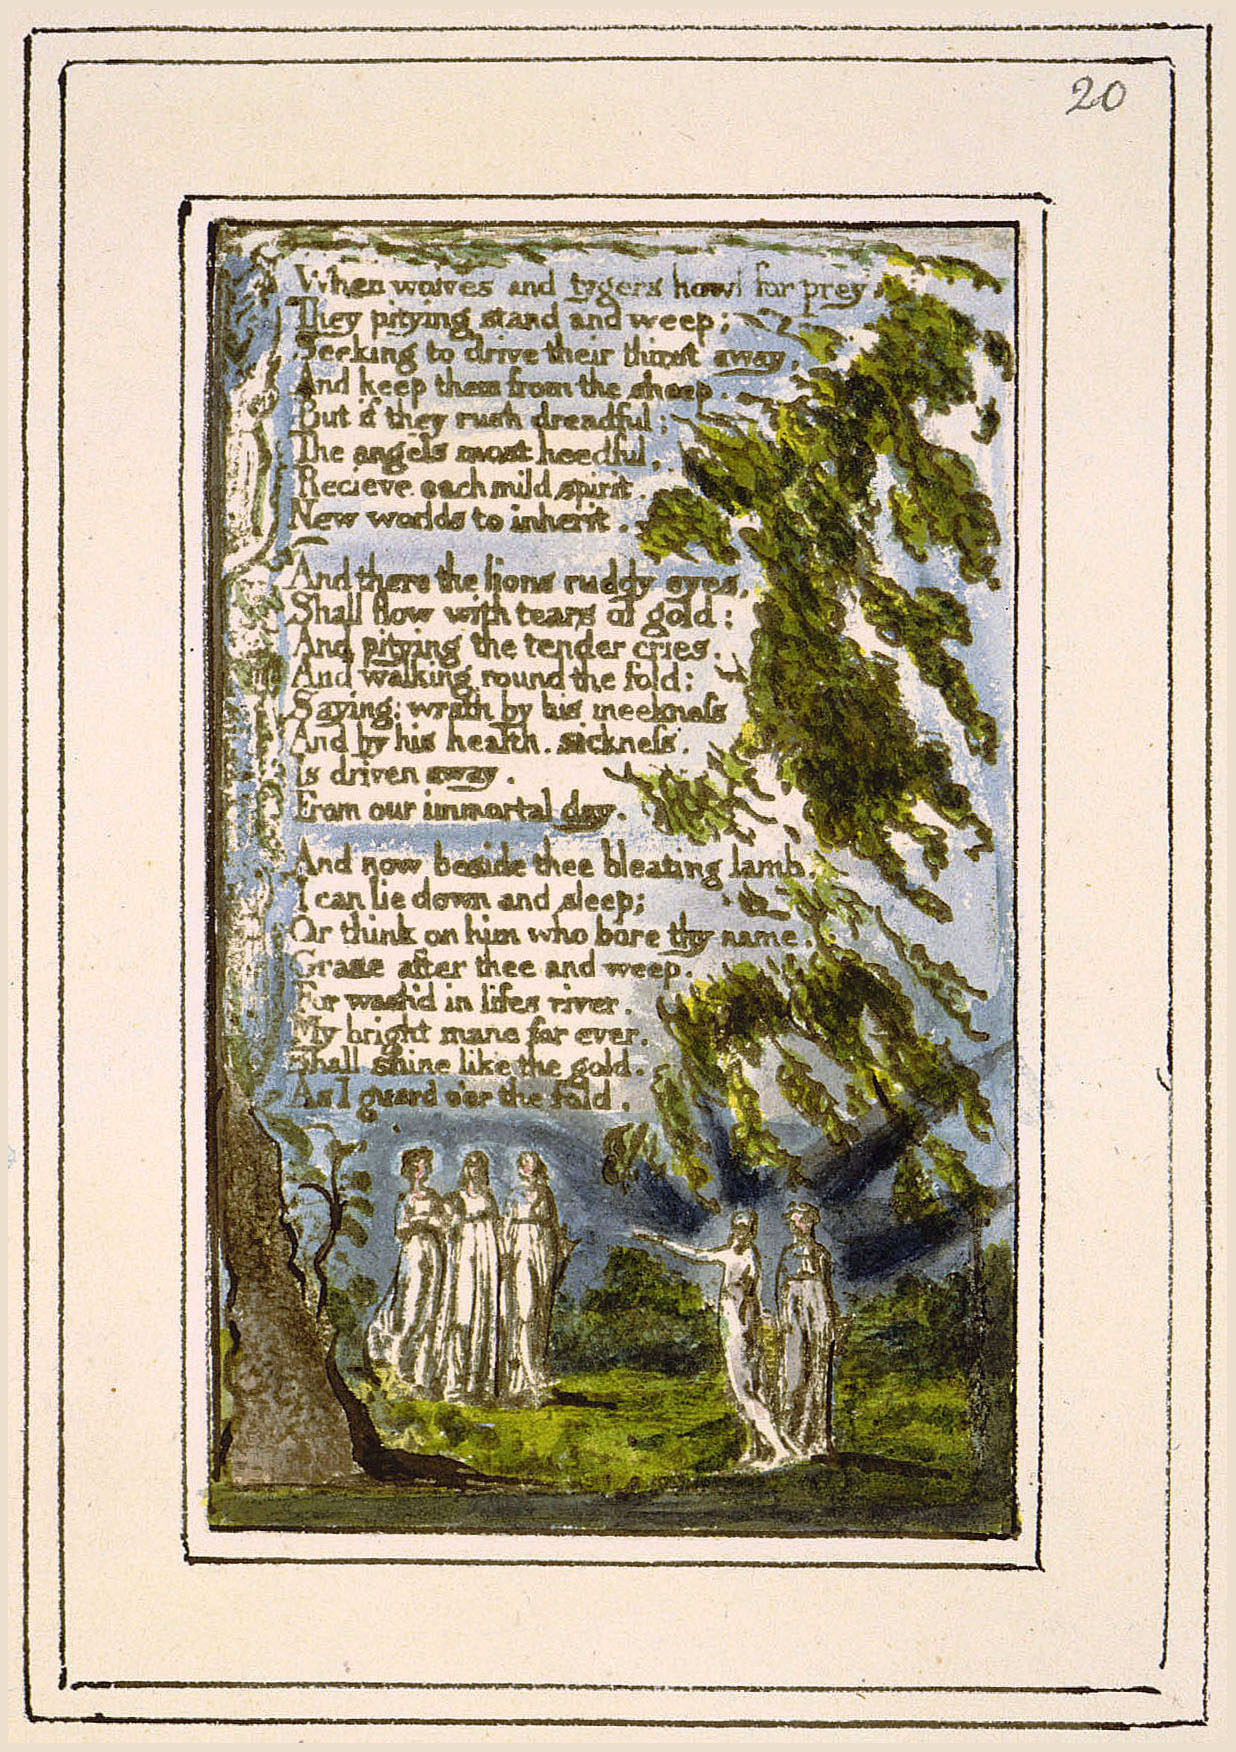 20
When wolves and tygers howl for prey
They pitying stand and weep;
Seeking to drive their thirst away,
And keep them from the sheep.
But if they rush dreadful;
The angels most heedful,
Recieve each mild spirit.
New worlds to inherit.
And there the lions ruddy eyes,
Shall flow with tears of gold:
And pitying the tender cries.
And walking round the fold:
Saying: wrath by his meekness
And by his health. sickness.
Is driven away.
From our immortal day.
And now beside thee bleating lamb.
I can lie down and sleep;
Or think on him who bore thy name.
Graze after thee and weep.
For wash'd in lifes river.
My bright mane for ever.
Shall shine like the gold.
As I guard o'er the fold.